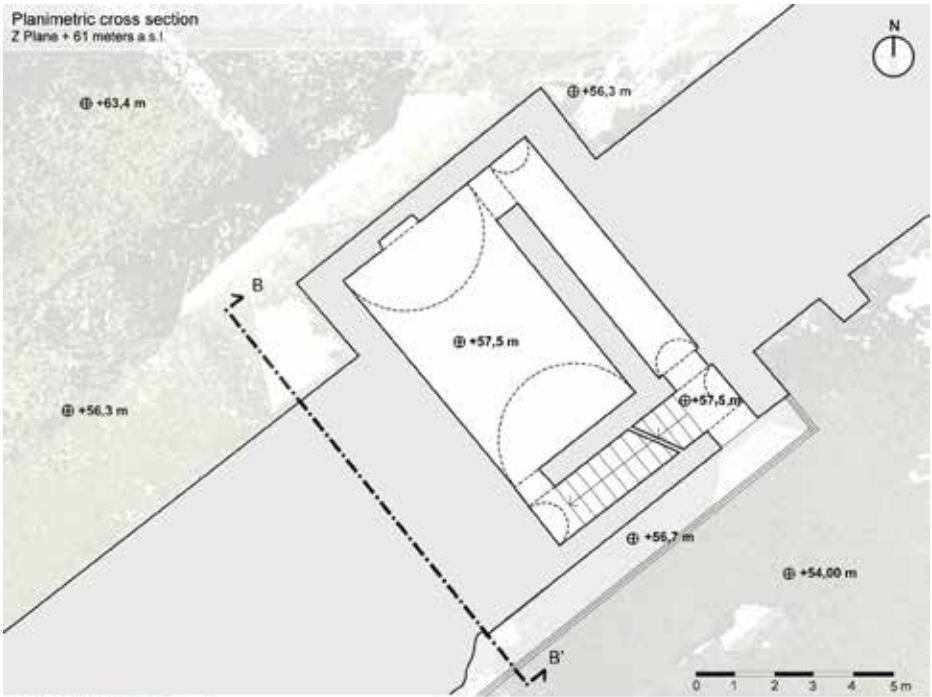 Planimetric cross section
Z Plane + 61 meters a.s.l.
N
+63,4 m
+56,3 m
B
+57,5 m
+56,3 m
+57,5 m
+56,7 m
+54,00 m
B'
0 1 2 3 4 5 m